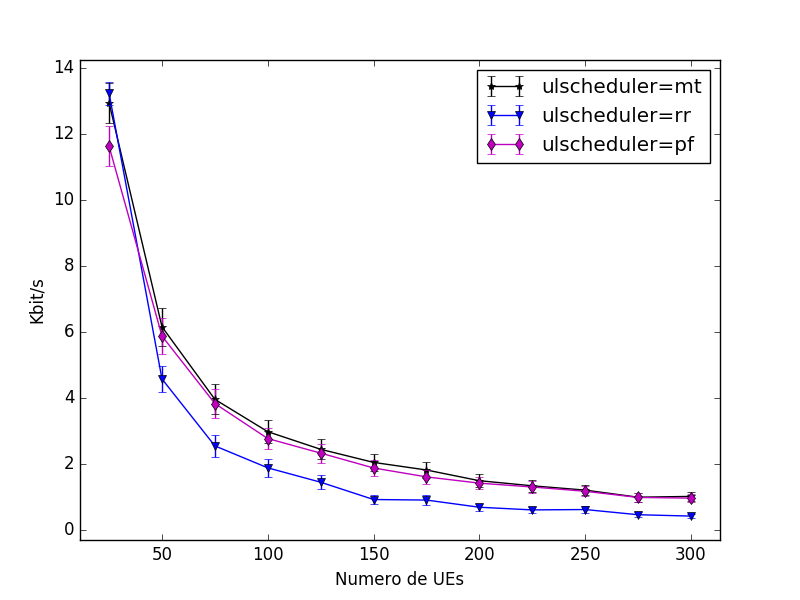 14
12
10
8
6
4
2
0
Kbit/s
ulscheduler=mt
ulscheduler=rr
ulscheduler=pf
50 100 150 200 250 300
Numero de UEs